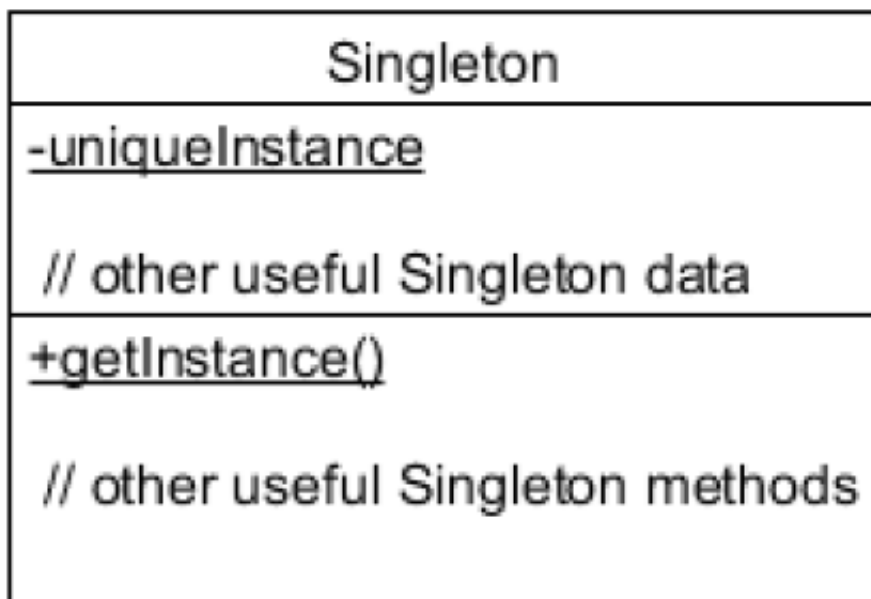 Singleton
-uniqueInstance
// other useful Singleton data
+getInstance()
// other useful Singleton methods